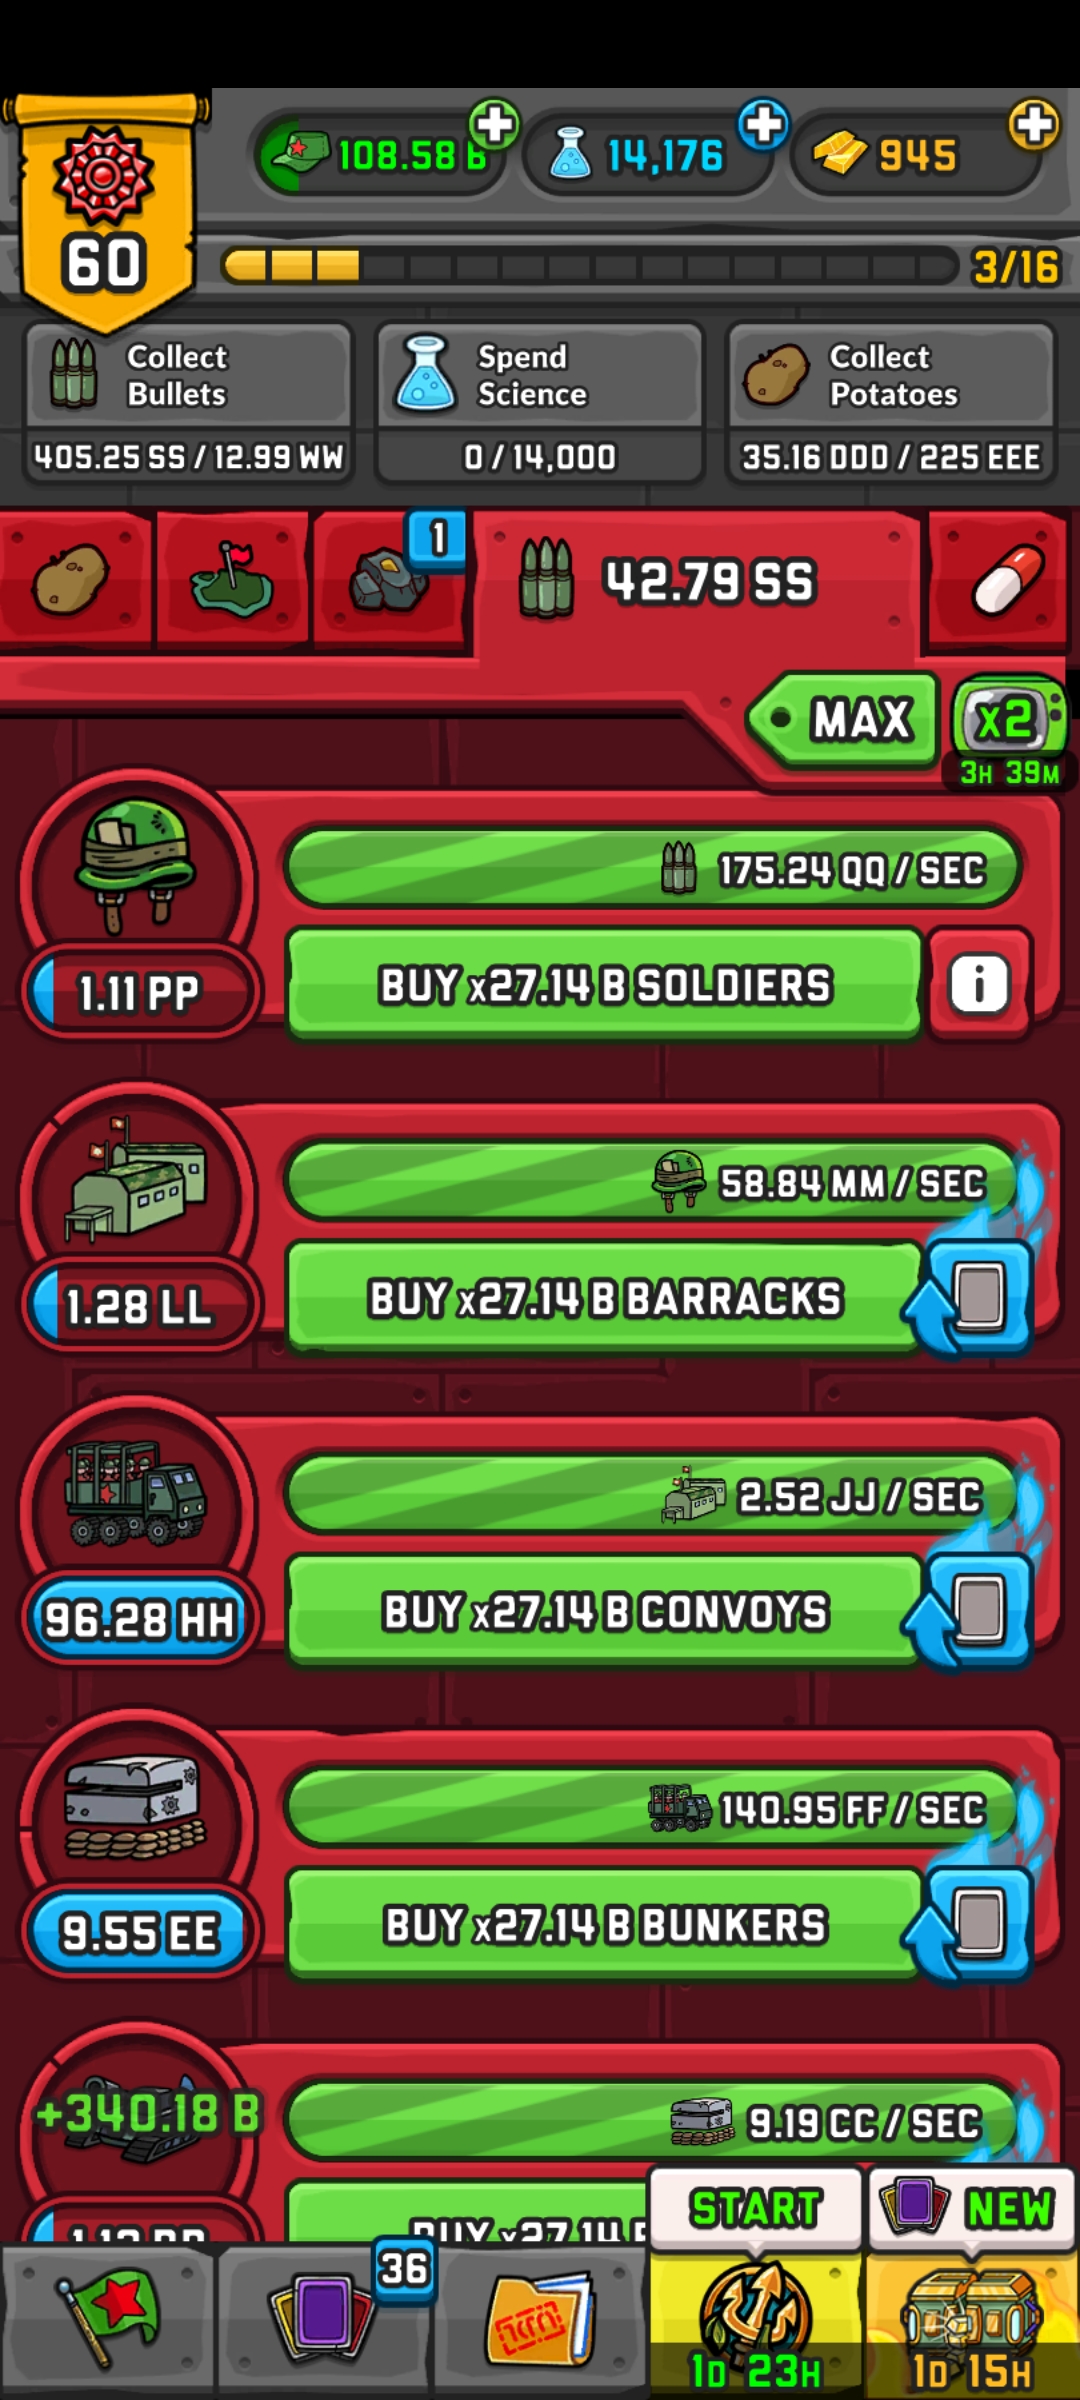 108.58 B
14,176
945
60
3/16
Collect
Bullets
Spend
Science
Collect
Potatoes
405.25 SS / 12.99 WW
0 / 14,000
35.16 DDD / 225 EEE
1
42.79 SS
MAX
x2
3H 39M
175.24 QQ / SEC
1.11 PP
BUY x27.14 B SOLDIERS
i
58.84 MM / SEC
1.28 LL
BUY x27.14 B BARRACKS
2.52 JJ / SEC
96.28 HH
BUY x27.14 B CONVOYS
140.95 FF / SEC
9.55 EE
BUY x27.14 B BUNKERS
+340.18 B
9.19 CC / SEC
BUY x27.14
START
NEW
36
1D 23H
1D 15H